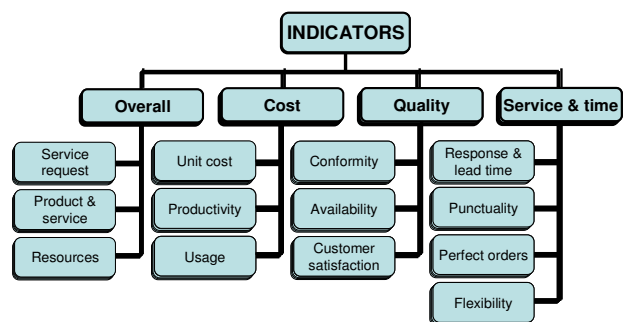 INDICATORS
Overall
Cost
Quality
Service & time
Service
request
Product &
service
Resources
Unit cost
Productivity
Usage
Conformity
Availability
Customer
satisfaction
Response &
lead time
Punctuality
Perfect orders
Flexibility